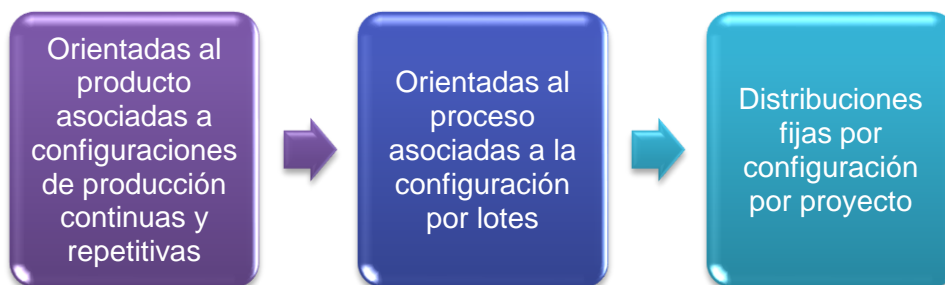 Orientadas al
producto
asociadas a
configuraciones
de producción
continuas y
repetitivas
Orientadas al
proceso
asociadas a la
configuración
por lotes
Distribuciones
fijas por
configuración
por proyecto